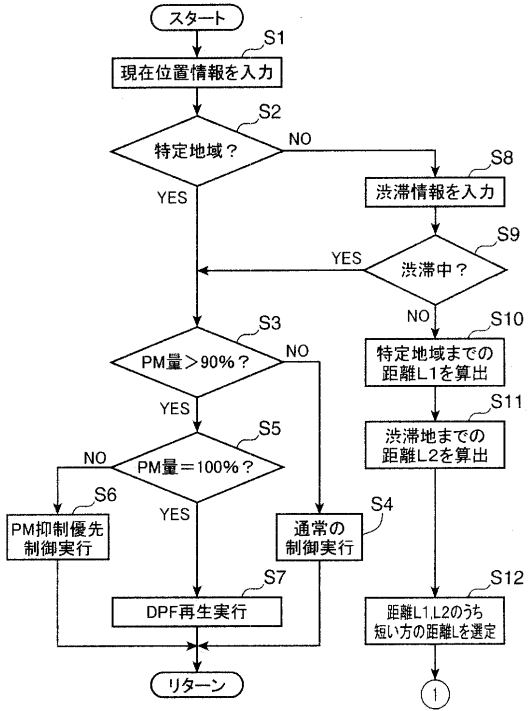 スタート
S1
現在位置情報を入力
S2
特定地域?
NO
YES
S8
渋滞情報を入力
S9
渋滞中?
YES
NO
S3
PM量>90%?
NO
YES
S10
特定地域までの
距離L1を算出
S11
渋滞地までの
距離L2を算出
S5
PM量=100%?
NO
YES
S6
PM抑制優先
制御実行
S4
通常の
制御実行
S7
DPF再生実行
S12
距離L1,L2のうち
短い方の距離Lを選定
リターン
1